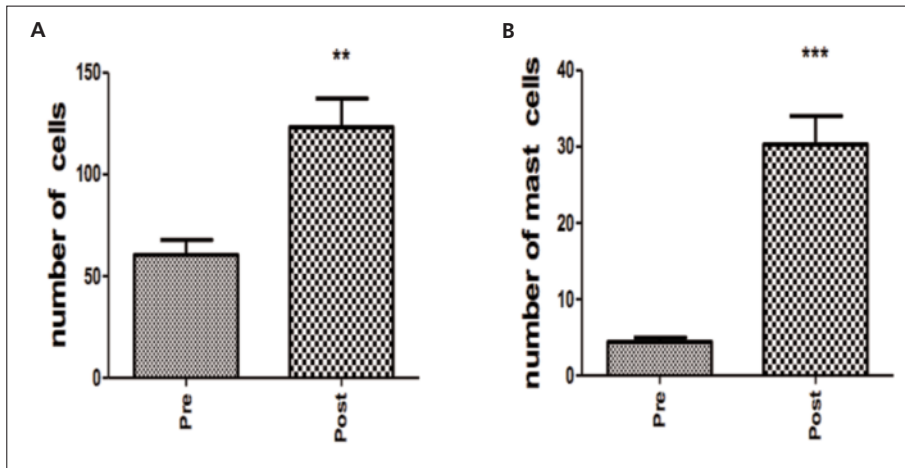 A
number of cells
150
100
50
0
**
Pre
Post
B
number of mast cells
40
30
20
10
0
***
Pre
Post